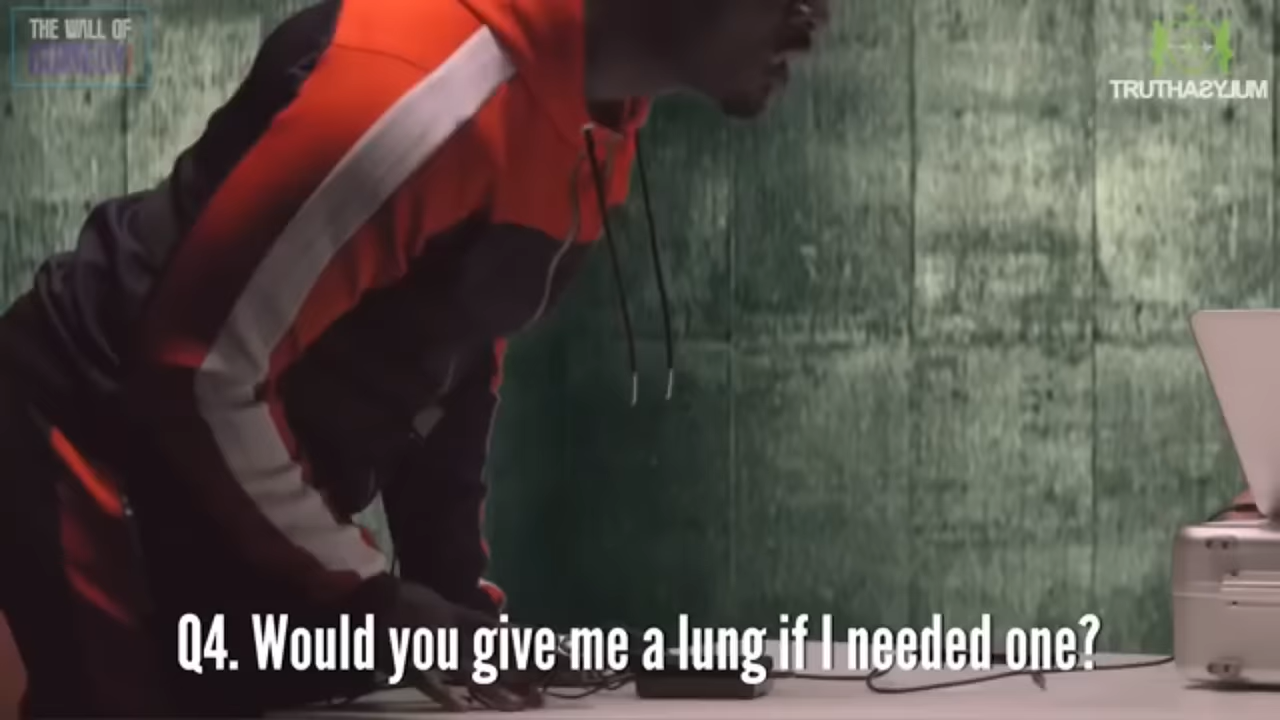 THE WALL OF
TRUTHASYLUM
Q4. Would you give me a lung if I needed one?